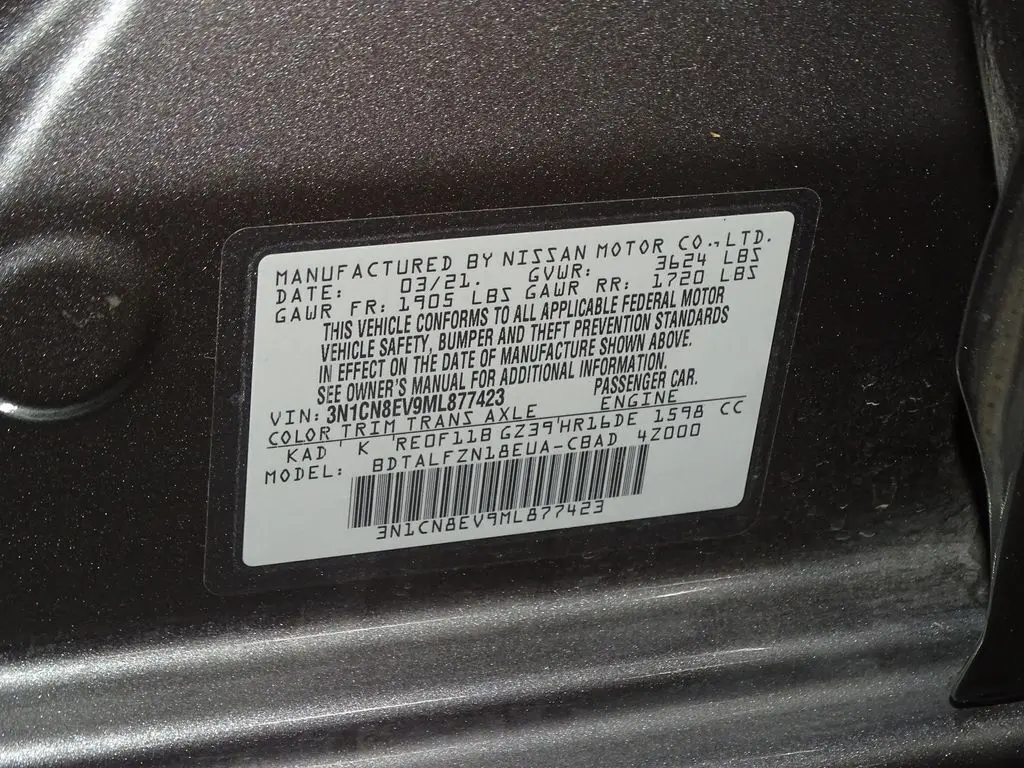 MANUFACTURED BY NISSAN MOTOR CO.,LTD.
DATE: 03/21. GVWR: 3624 LBS
GAWR FR: 1905 LBS GAWR RR: 1720 LBS
THIS VEHICLE CONFORMS TO ALL APPLICABLE FEDERAL MOTOR
VEHICLE SAFETY, BUMPER AND THEFT PREVENTION STANDARDS
IN EFFECT ON THE DATE OF MANUFACTURE SHOWN ABOVE.
SEE OWNER'S MANUAL FOR ADDITIONAL INFORMATION.
VIN: 3N1CN8EV9ML877423 PASSENGER CAR.
COLOR TRIM TRANS AXLE ENGINE
KAD K RE0F11B GZ39 HR16DE 1598 CC
MODEL: BDTALFZN18EUA-CBAD 4Z000
3N1CN8EV9ML877423